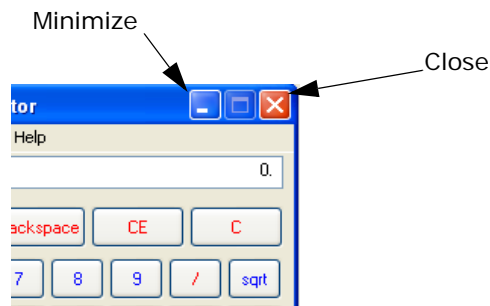 Minimize
Close
tor
Help
0.
ackspace CE C
7 8 9 / sqrt